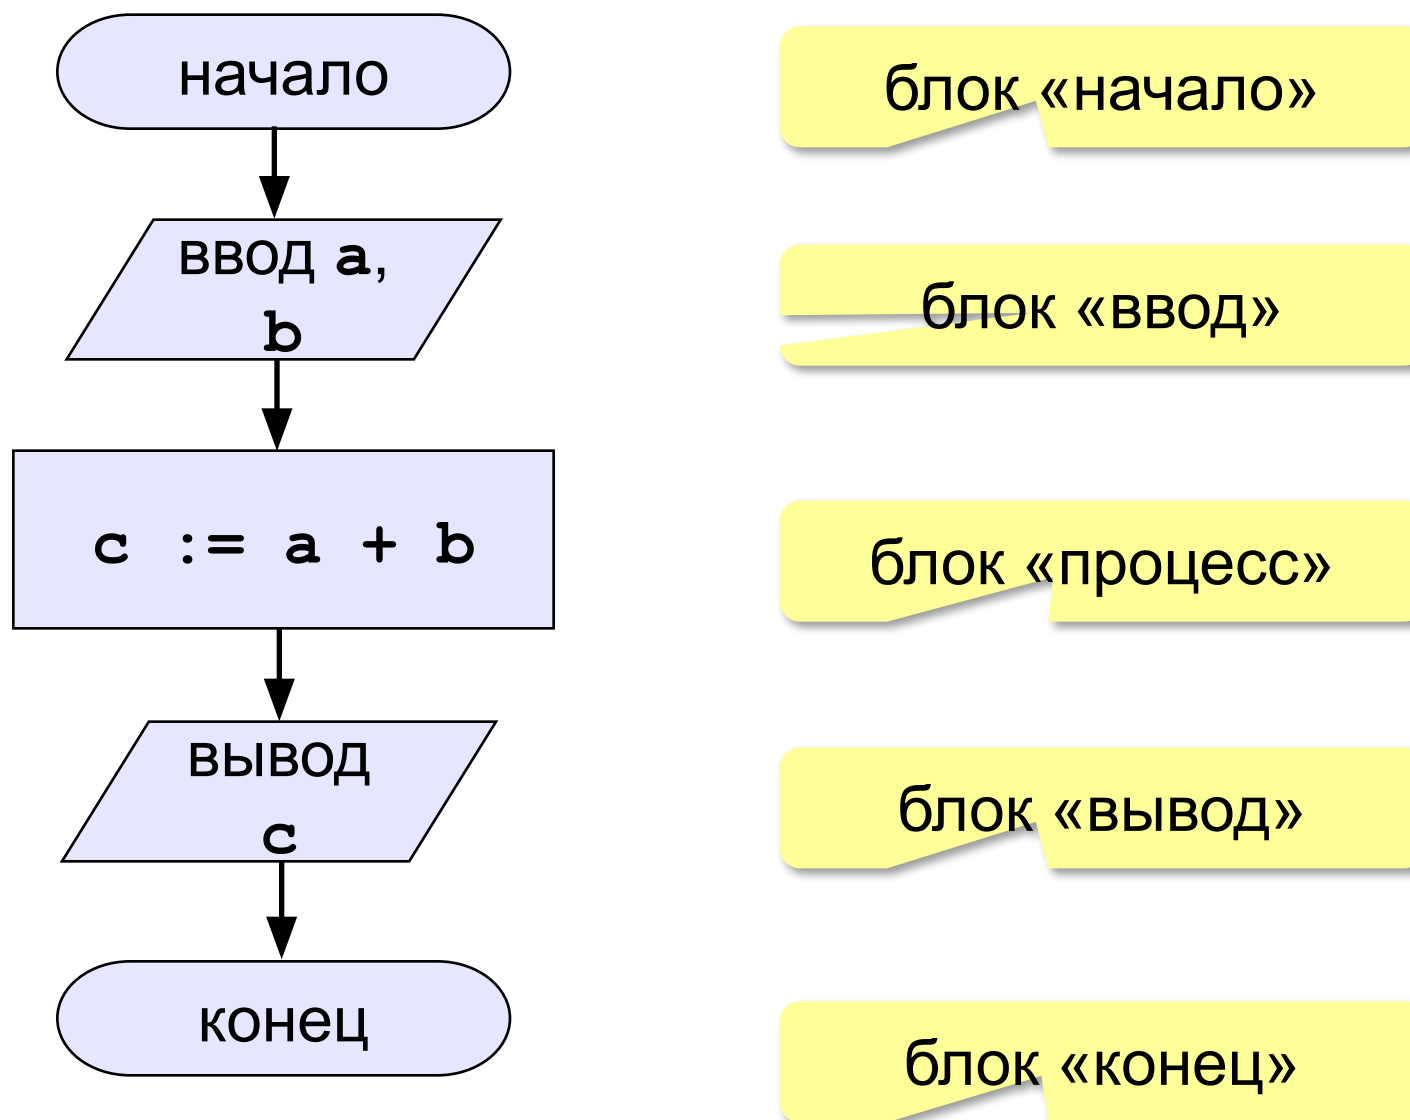 начало
блок «начало»
ввод a,
b
блок «ввод»
c := a + b
блок «процесс»
вывод
c
блок «вывод»
конец
блок «конец»